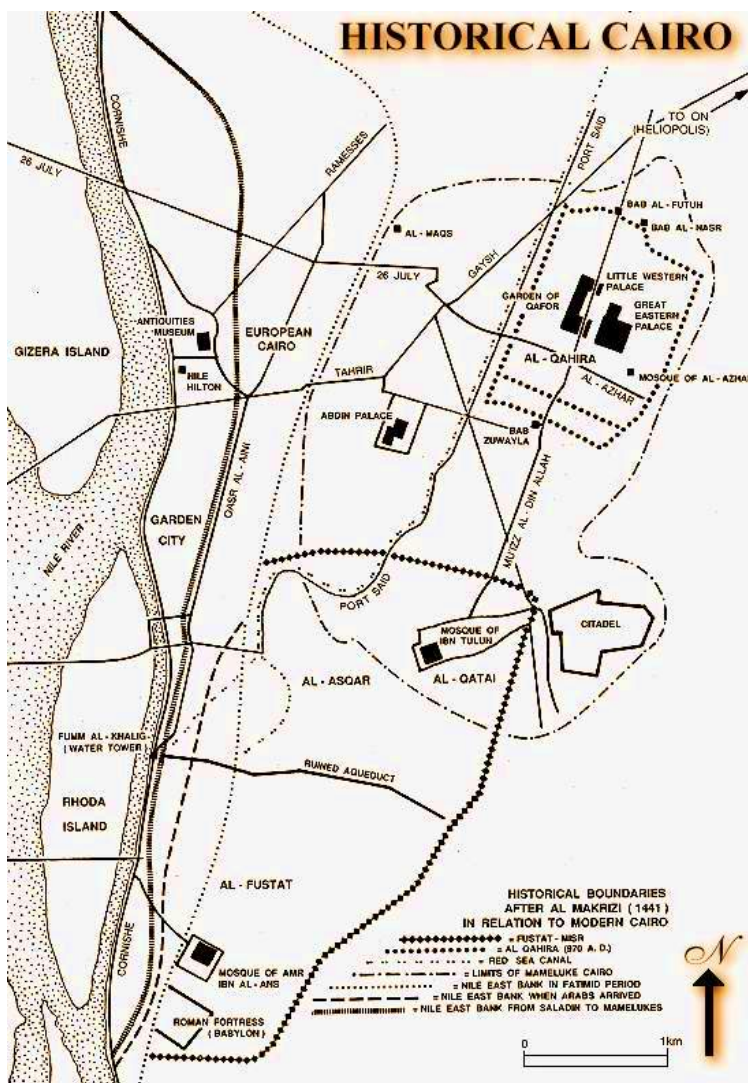 HISTORICAL CAIRO
TO ON
(HELIOPOLIS)
CORNISHE
26 JULY
RAMESSES
PORT SAID
AL-MAQS
BAB AL-FUTUH
BAB AL-NASR
26 JULY
GAYSH
LITTLE WESTERN
PALACE
GARDEN OF
QAFOR
GREAT
EASTERN
PALACE
ANTIQUITIES
MUSEUM
EUROPEAN
CAIRO
GIZERA ISLAND
AL-QAHIRA
NILE
HILTON
TAHRIR
AL-AZHAR
MOSQUE OF AL-AZHAR
ABDIN PALACE
BAB
ZUWAYLA
QASR AL-AINI
GARDEN
CITY
MU'IZZ AL-DIN ALLAH
NILE RIVER
PORT SAID
MOSQUE OF
IBN TULUN
CITADEL
AL-ASQAR
AL-QATAI
FUMM AL-KHALIG
(WATER TOWER)
RUINED AQUEDUCT
RHODA
ISLAND
AL-FUSTAT
CORNISHE
MOSQUE OF AMR
IBN AL-ANS
ROMAN FORTRESS
(BABYLON)
HISTORICAL BOUNDARIES
AFTER AL MAKRIZI (1441)
IN RELATION TO MODERN CAIRO
= FUSTAT-MISR
= AL QAHIRA (970 A.D.)
= RED SEA CANAL
= LIMITS OF MAMELUKE CAIRO
= NILE EAST BANK IN FATIMID PERIOD
= NILE EAST BANK WHEN ARABS ARRIVED
= NILE EAST BANK FROM SALADIN TO MAMELUKES
N
0 1km